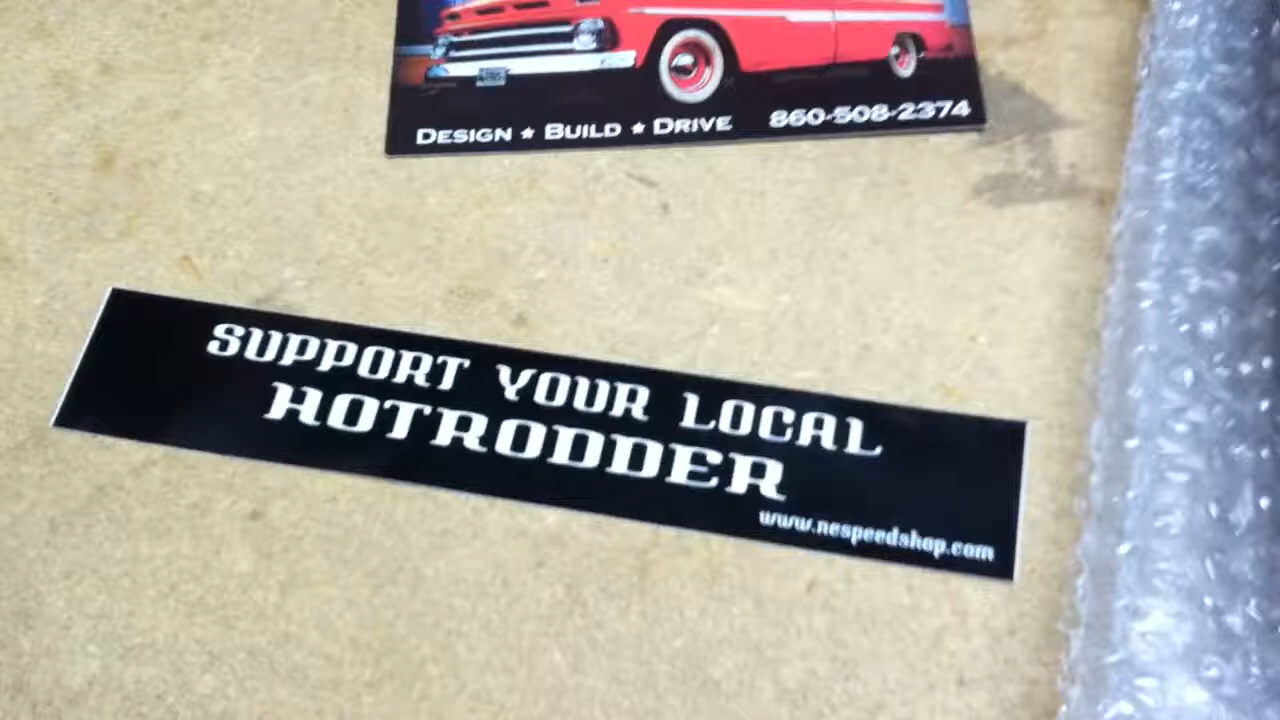 DESIGN ★ BUILD ★ DRIVE 860-508-2374
SUPPORT YOUR LOCAL
HOTRODDER
www.nespeedshop.com